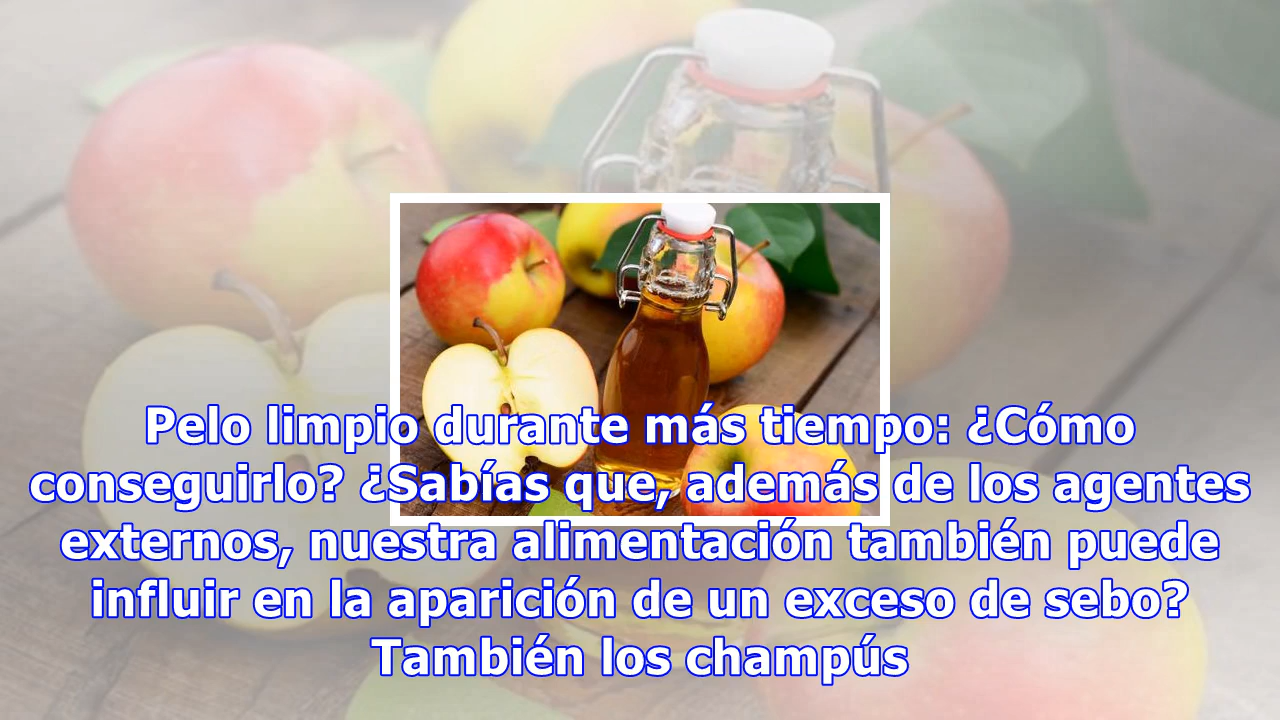 Pelo limpio durante más tiempo: ¿Cómo
conseguirlo? ¿Sabías que, además de los agentes
externos, nuestra alimentación también puede
influir en la aparición de un exceso de sebo?
También los champús